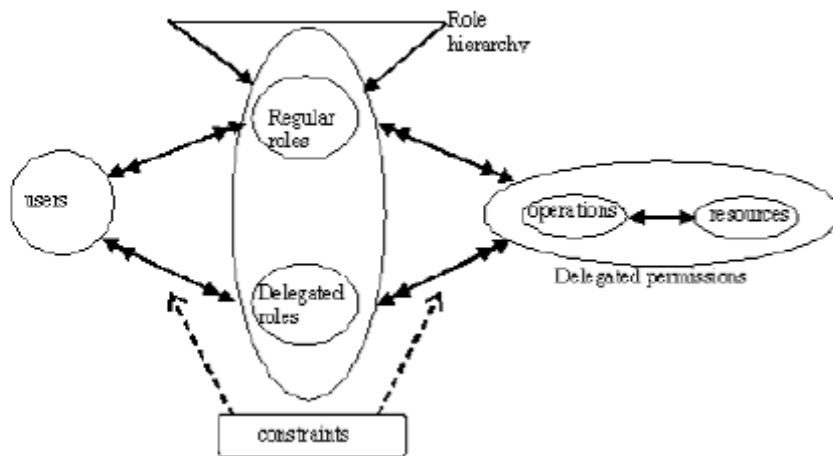 Role
hierarchy
Regular
roles
users
operations
resources
Delegated permissions
Delegated
roles
constraints